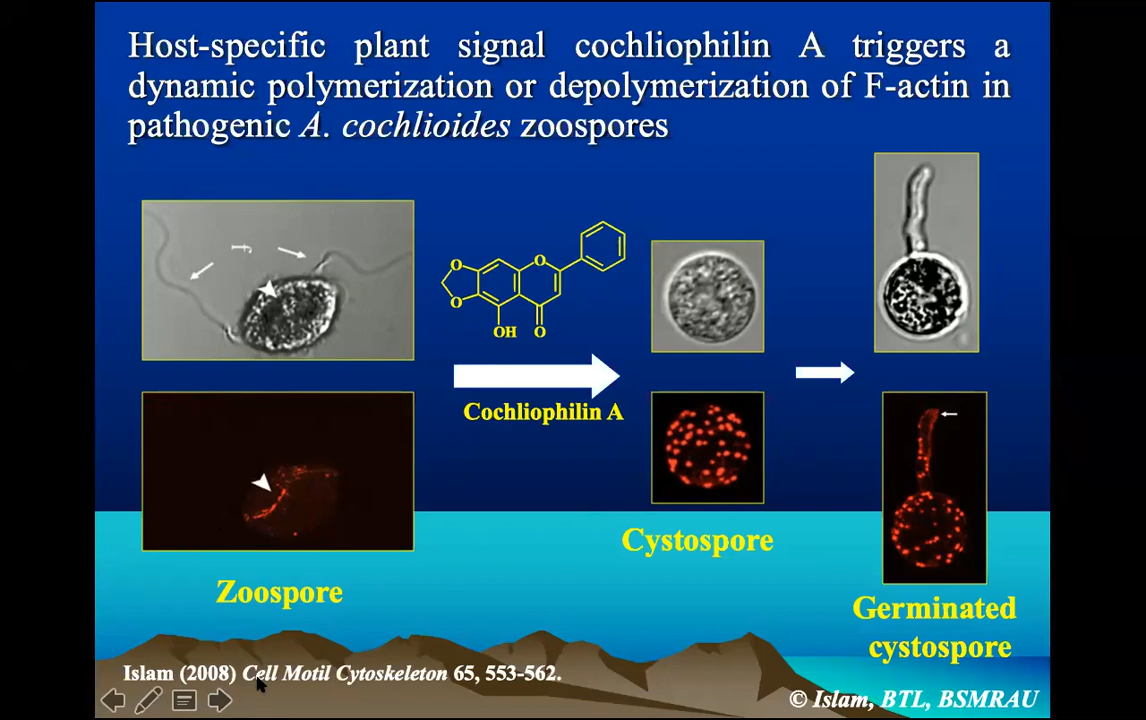 Host-specific plant signal cochliophilin A triggers a
dynamic polymerization or depolymerization of F-actin in
pathogenic A. cochlioides zoospores
O
O
O
OH
O
Cochliophilin A
Cystospore
Zoospore
Germinated
cystospore
Islam (2008) Cell Motil Cytoskeleton 65, 553-562.
© Islam, BTL, BSMRAU